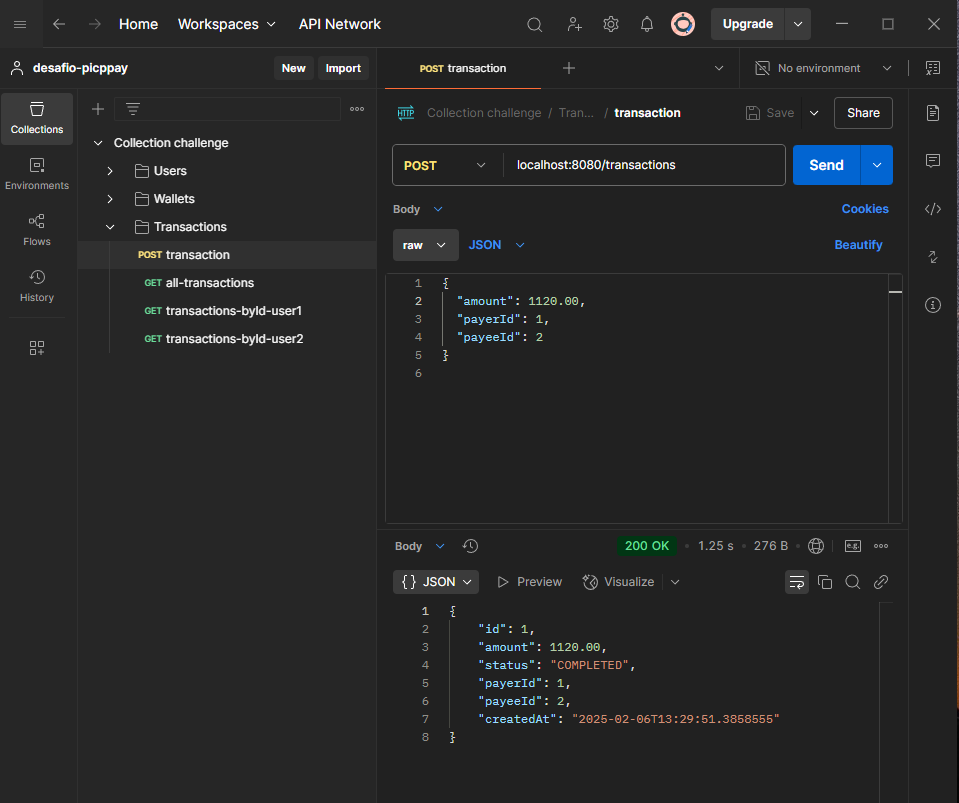 Home Workspaces API Network Upgrade
desafio-picppay New Import POST transaction No environment
Collections
Environments
Flows
History
Collection challenge
Users
Wallets
Transactions
POST transaction
GET all-transactions
GET transactions-byId-user1
GET transactions-byId-user2
HTTP Collection challenge / Tran... / transaction Save Share
POST localhost:8080/transactions Send
Body Cookies
raw JSON Beautify
1 {
2 "amount": 1120.00,
3 "payerId": 1,
4 "payeeId": 2
5 }
6
Body 200 OK • 1.25 s • 276 B • e.g.
{} JSON Preview Visualize
1 {
2 "id": 1,
3 "amount": 1120.00,
4 "status": "COMPLETED",
5 "payerId": 1,
6 "payeeId": 2,
7 "createdAt": "2025-02-06T13:29:51.3858555"
8 }